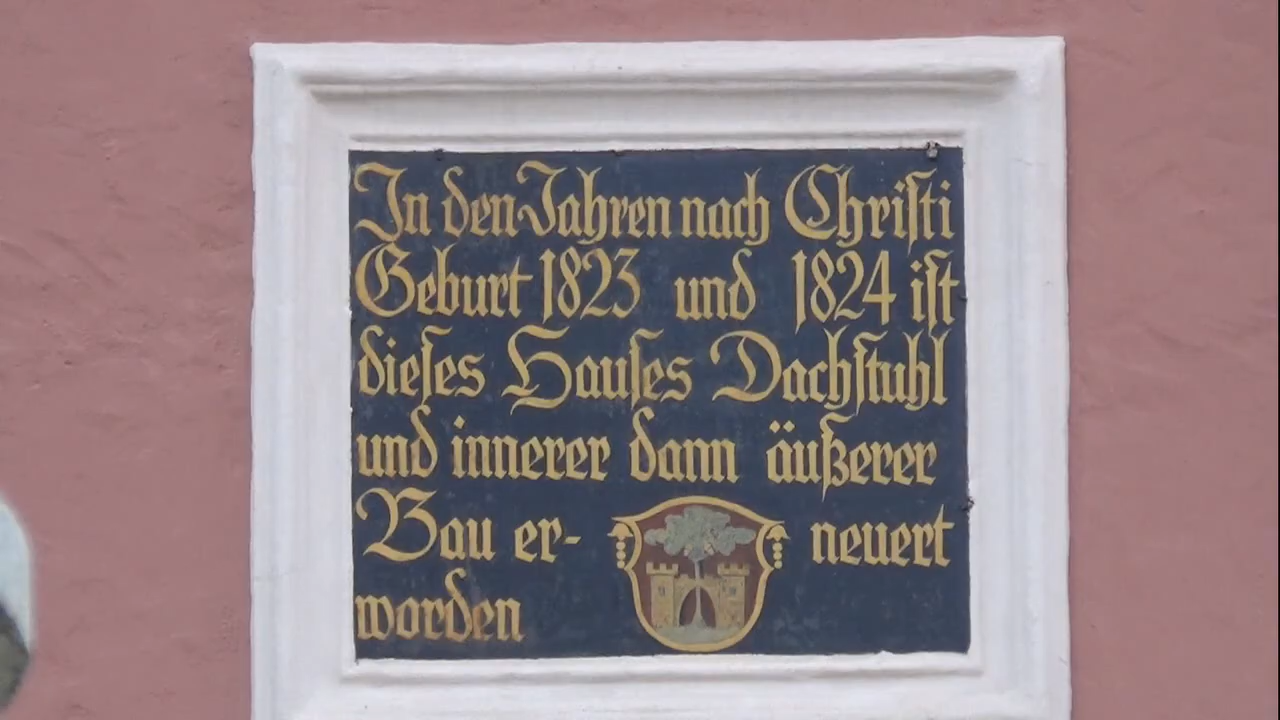 In den Jahren nach Christi
Geburt 1823 und 1824 ist
dieses Hauses Dachstuhl
und innerer dann äußerer
Bau er- neuert
worden